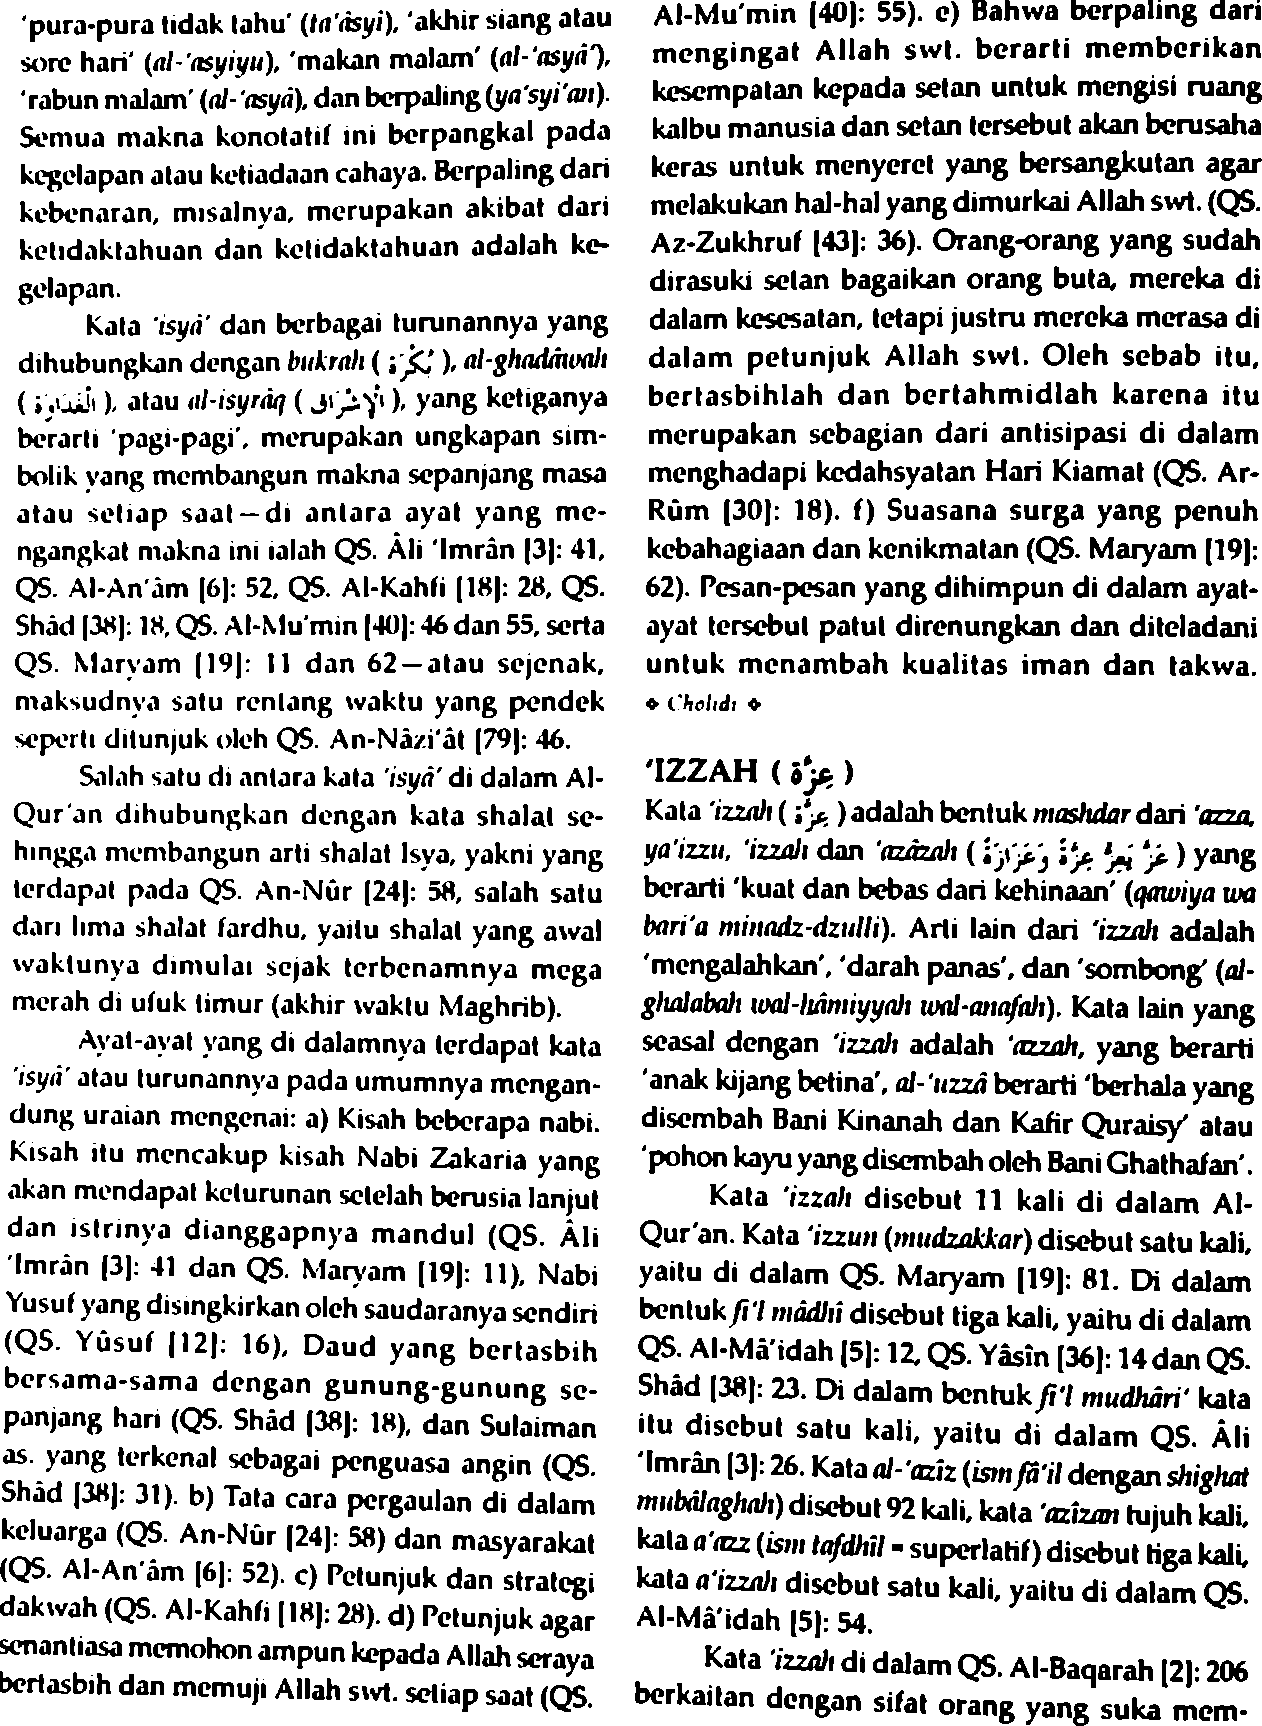 'pura-pura tidak tahu' (ta'âsyi), 'akhir siang atau
sore hari' (al-'asyiyu), 'makan malam' (al-'asyâ'),
'rabun malam' (al-'asyâ), dan berpaling (ya'syi'an).
Semua makna konotatif ini berpangkal pada
kegelapan atau ketiadaan cahaya. Berpaling dari
kebenaran, misalnya, merupakan akibat dari
ketidaktahuan dan ketidaktahuan adalah ke-
gelapan.
Kata 'isyâ' dan berbagai turunannya yang
dihubungkan dengan bukrah ( بُكْرَة ), al-ghadâwah
( الْغَدَاوَة ), atau al-isyrâq ( الْإِشْرَاق ), yang ketiganya
berarti 'pagi-pagi', merupakan ungkapan sim-
bolik yang membangun makna sepanjang masa
atau setiap saat—di antara ayat yang me-
ngangkat makna ini ialah QS. Âli 'Imrân [3]: 41,
QS. Al-An'âm [6]: 52, QS. Al-Kahfi [18]: 28, QS.
Shâd [38]: 18, QS. Al-Mu'min [40]: 46 dan 55, serta
QS. Maryam [19]: 11 dan 62—atau sejenak,
maksudnya satu rentang waktu yang pendek
seperti ditunjuk oleh QS. An-Nâzi'ât [79]: 46.
Salah satu di antara kata 'isyâ' di dalam Al-
Qur'an dihubungkan dengan kata shalat se-
hingga membangun arti shalat Isya, yakni yang
terdapat pada QS. An-Nûr [24]: 58, salah satu
dari lima shalat fardhu, yaitu shalat yang awal
waktunya dimulai sejak terbenamnya mega
merah di ufuk timur (akhir waktu Maghrib).
Ayat-ayat yang di dalamnya terdapat kata
'isyâ' atau turunannya pada umumnya mengan-
dung uraian mengenai: a) Kisah beberapa nabi.
Kisah itu mencakup kisah Nabi Zakaria yang
akan mendapat keturunan setelah berusia lanjut
dan istrinya dianggapnya mandul (QS. Âli
'Imrân [3]: 41 dan QS. Maryam [19]: 11), Nabi
Yusuf yang disingkirkan oleh saudaranya sendiri
(QS. Yûsuf [12]: 16), Daud yang bertasbih
bersama-sama dengan gunung-gunung se-
panjang hari (QS. Shâd [38]: 18), dan Sulaiman
as. yang terkenal sebagai penguasa angin (QS.
Shâd [38]: 31). b) Tata cara pergaulan di dalam
keluarga (QS. An-Nûr [24]: 58) dan masyarakat
(QS. Al-An'âm [6]: 52). c) Petunjuk dan strategi
dakwah (QS. Al-Kahfi [18]: 28). d) Petunjuk agar
senantiasa memohon ampun kepada Allah seraya
bertasbih dan memuji Allah swt. setiap saat (QS.
Al-Mu'min [40]: 55). e) Bahwa berpaling dari
mengingat Allah swt. berarti memberikan
kesempatan kepada setan untuk mengisi ruang
kalbu manusia dan setan tersebut akan berusaha
keras untuk menyeret yang bersangkutan agar
melakukan hal-hal yang dimurkai Allah swt. (QS.
Az-Zukhruf [43]: 36). Orang-orang yang sudah
dirasuki setan bagaikan orang buta, mereka di
dalam kesesatan, tetapi justru mereka merasa di
dalam petunjuk Allah swt. Oleh sebab itu,
bertasbihlah dan bertahmidlah karena itu
merupakan sebagian dari antisipasi di dalam
menghadapi kedahsyatan Hari Kiamat (QS. Ar-
Rûm [30]: 18). f) Suasana surga yang penuh
kebahagiaan dan kenikmatan (QS. Maryam [19]:
62). Pesan-pesan yang dihimpun di dalam ayat-
ayat tersebut patut direnungkan dan diteladani
untuk menambah kualitas iman dan takwa.
❖ Cholidi ❖
'IZZAH ( عِزَّة )
Kata 'izzah ( عِزَّة ) adalah bentuk mashdar dari 'azza,
ya'izzu, 'izzah dan 'azâzah ( عَزَّ يَعِزُّ عِزَّةً وَعَزَازَةً ) yang
berarti 'kuat dan bebas dari kehinaan' (qawiya wa
bari'a minadz-dzulli). Arti lain dari 'izzah adalah
'mengalahkan', 'darah panas', dan 'sombong' (al-
ghalabah wal-hâmiyyah wal-anafah). Kata lain yang
seasal dengan 'izzah adalah 'azzah, yang berarti
'anak kijang betina', al-'uzzâ berarti 'berhala yang
disembah Bani Kinanah dan Kafir Quraisy' atau
'pohon kayu yang disembah oleh Bani Ghathafan'.
Kata 'izzah disebut 11 kali di dalam Al-
Qur'an. Kata 'izzun (mudzakkar) disebut satu kali,
yaitu di dalam QS. Maryam [19]: 81. Di dalam
bentuk fi'l mâdhî disebut tiga kali, yaitu di dalam
QS. Al-Mâ'idah [5]: 12, QS. Yâsîn [36]: 14 dan QS.
Shâd [38]: 23. Di dalam bentuk fi'l mudhâri' kata
itu disebut satu kali, yaitu di dalam QS. Âli
'Imrân [3]: 26. Kata al-'azîz (ism fâ'il dengan shighat
mubâlaghah) disebut 92 kali, kata 'azîzan tujuh kali,
kata a'azz (ism tafdhîl = superlatif) disebut tiga kali,
kata a'izzah disebut satu kali, yaitu di dalam QS.
Al-Mâ'idah [5]: 54.
Kata 'izzah di dalam QS. Al-Baqarah [2]: 206
berkaitan dengan sifat orang yang suka mem-